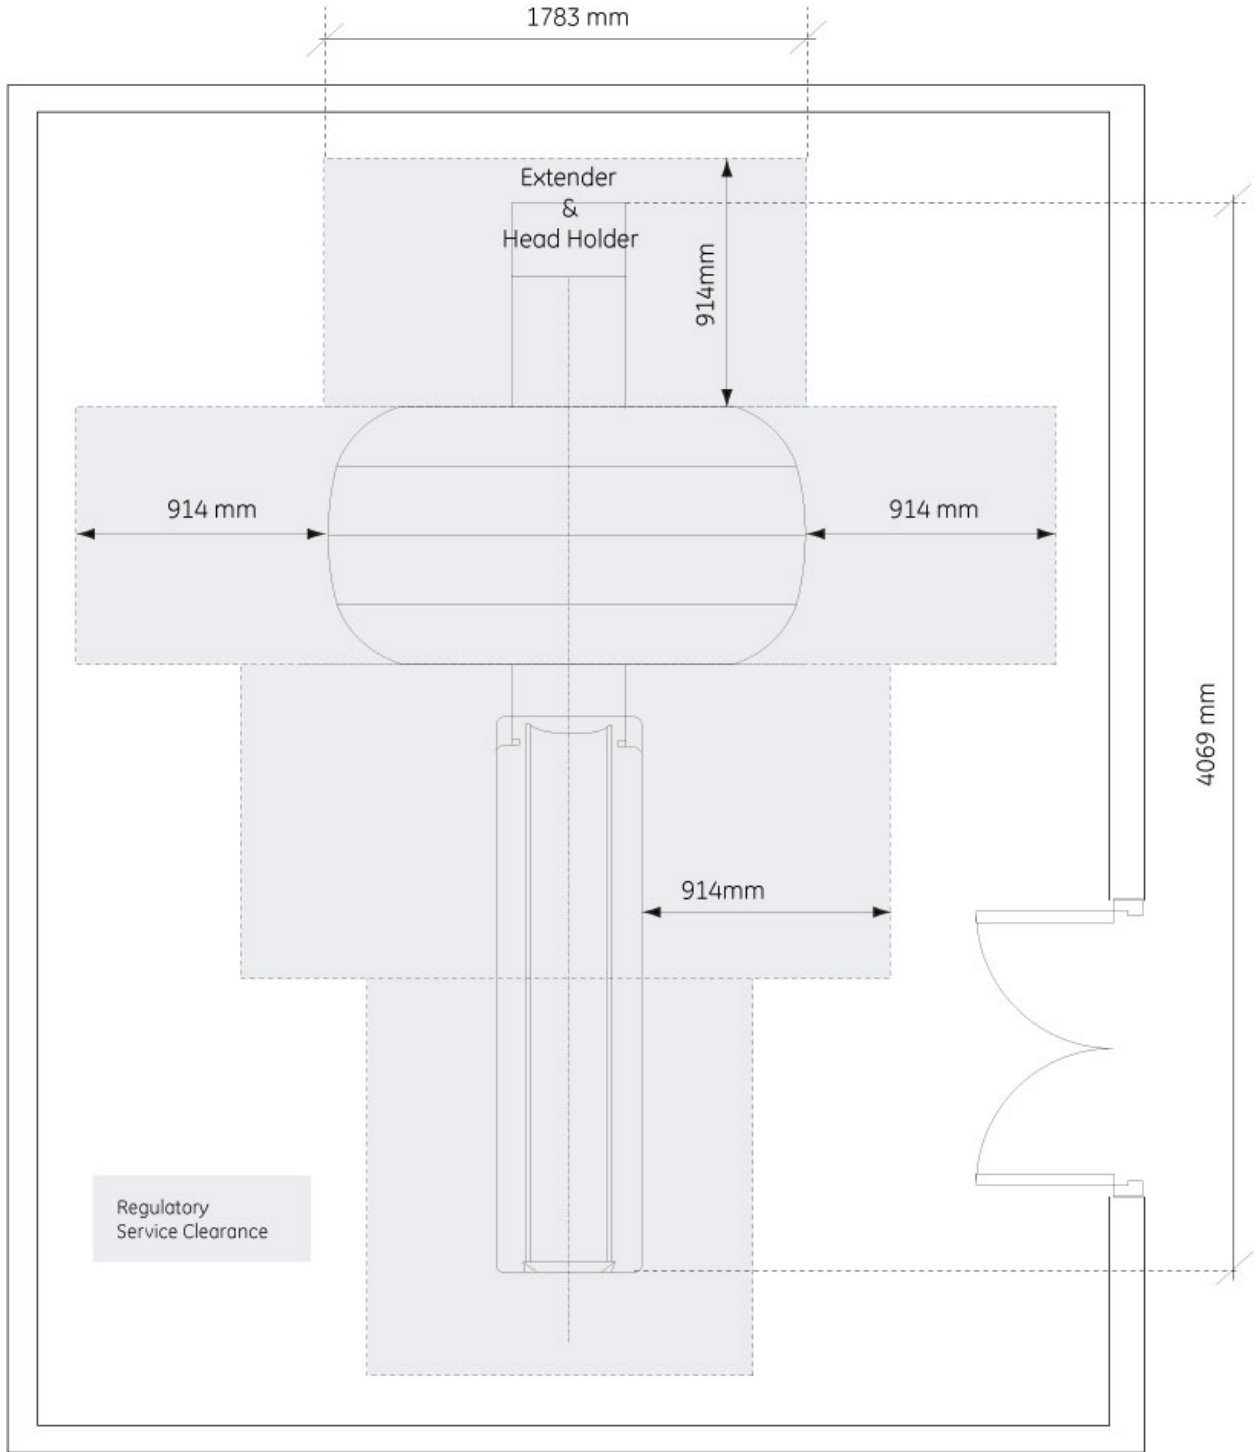 1783 mm
Extender
&
Head Holder
914mm
914 mm
914 mm
4069 mm
914mm
Regulatory
Service Clearance